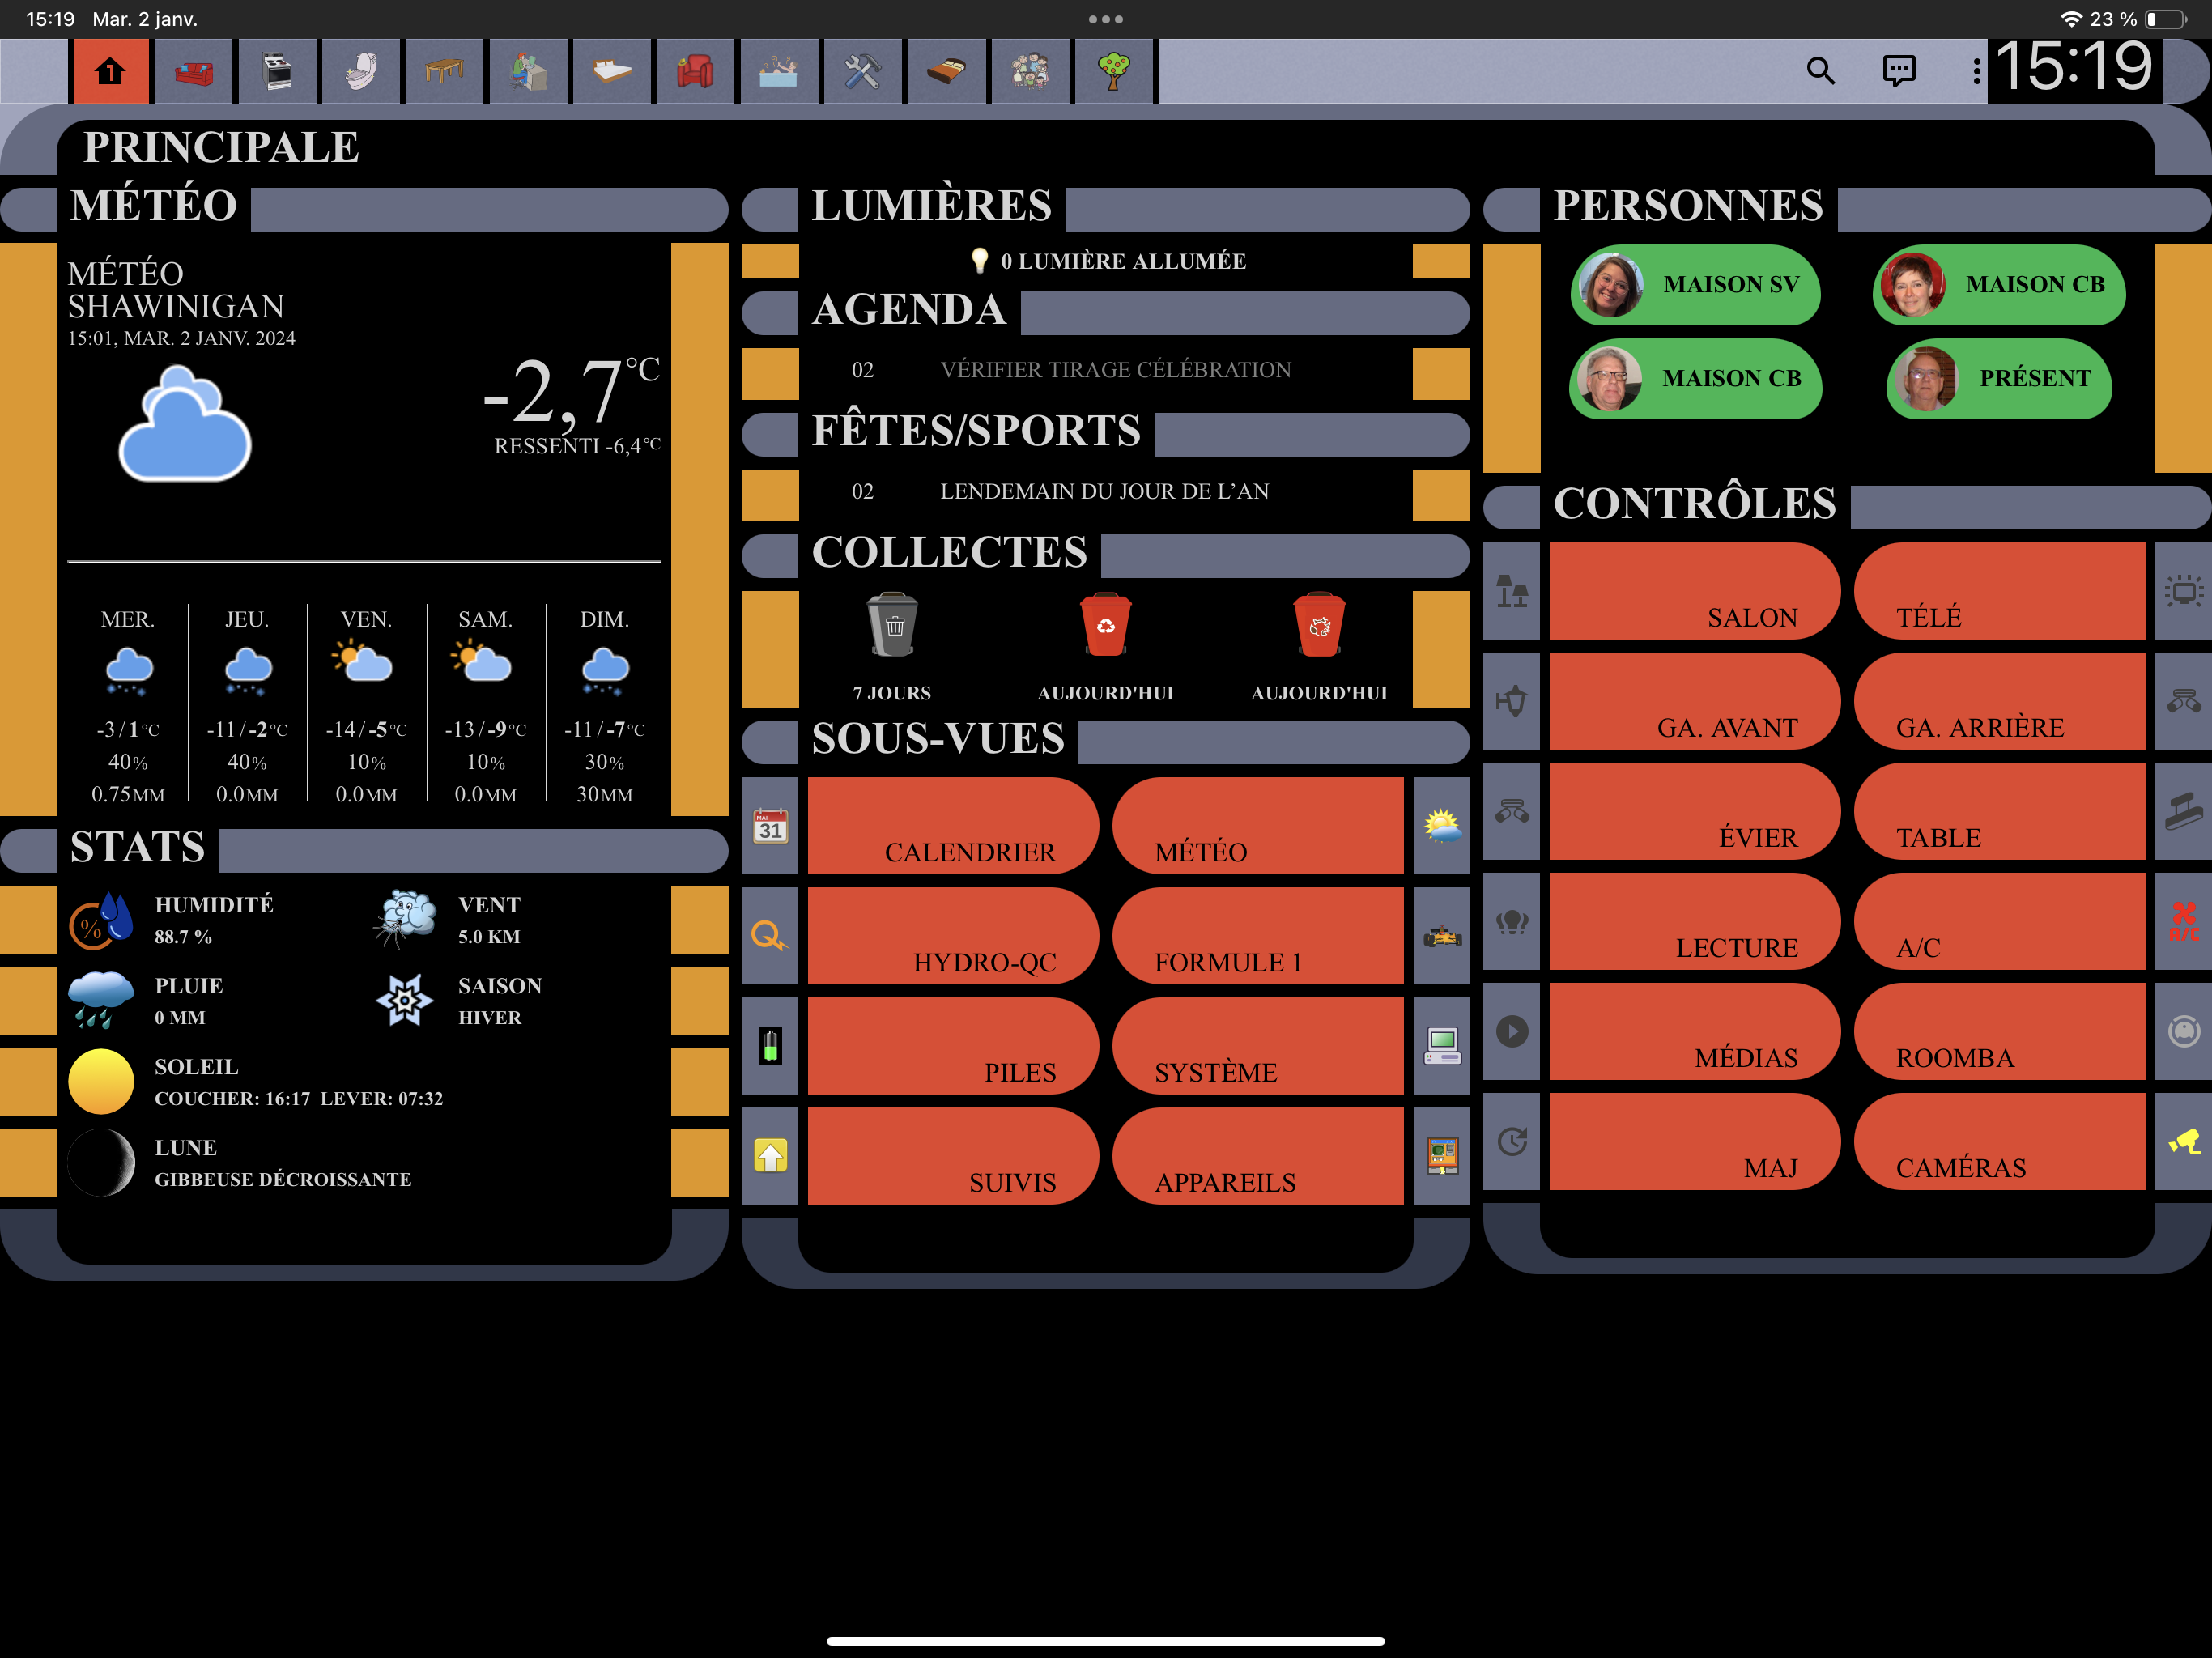 15:19 Mar. 2 janv.
23 %
1
15:19
PRINCIPALE
MÉTÉO
MÉTÉO
SHAWINIGAN
15:01, MAR. 2 JANV. 2024
-2,7°C
RESSENTI -6,4°C
MER. JEU. VEN. SAM. DIM.
-3/1°C -11/-2°C -14/-5°C -13/-9°C -11/-7°C
40% 40% 10% 10% 30%
0.75MM 0.0MM 0.0MM 0.0MM 30MM
STATS
HUMIDITÉ
88.7 %
VENT
5.0 KM
PLUIE
0 MM
SAISON
HIVER
SOLEIL
COUCHER: 16:17 LEVER: 07:32
LUNE
GIBBEUSE DÉCROISSANTE
LUMIÈRES
0 LUMIÈRE ALLUMÉE
AGENDA
02 VÉRIFIER TIRAGE CÉLÉBRATION
FÊTES/SPORTS
02 LENDEMAIN DU JOUR DE L'AN
COLLECTES
7 JOURS AUJOURD'HUI AUJOURD'HUI
SOUS-VUES
MAI
31
CALENDRIER MÉTÉO
HYDRO-QC FORMULE 1
PILES SYSTÈME
SUIVIS APPAREILS
PERSONNES
MAISON SV MAISON CB
MAISON CB PRÉSENT
CONTRÔLES
SALON TÉLÉ
GA. AVANT GA. ARRIÈRE
ÉVIER TABLE
LECTURE A/C
A/C
MÉDIAS ROOMBA
MAJ CAMÉRAS